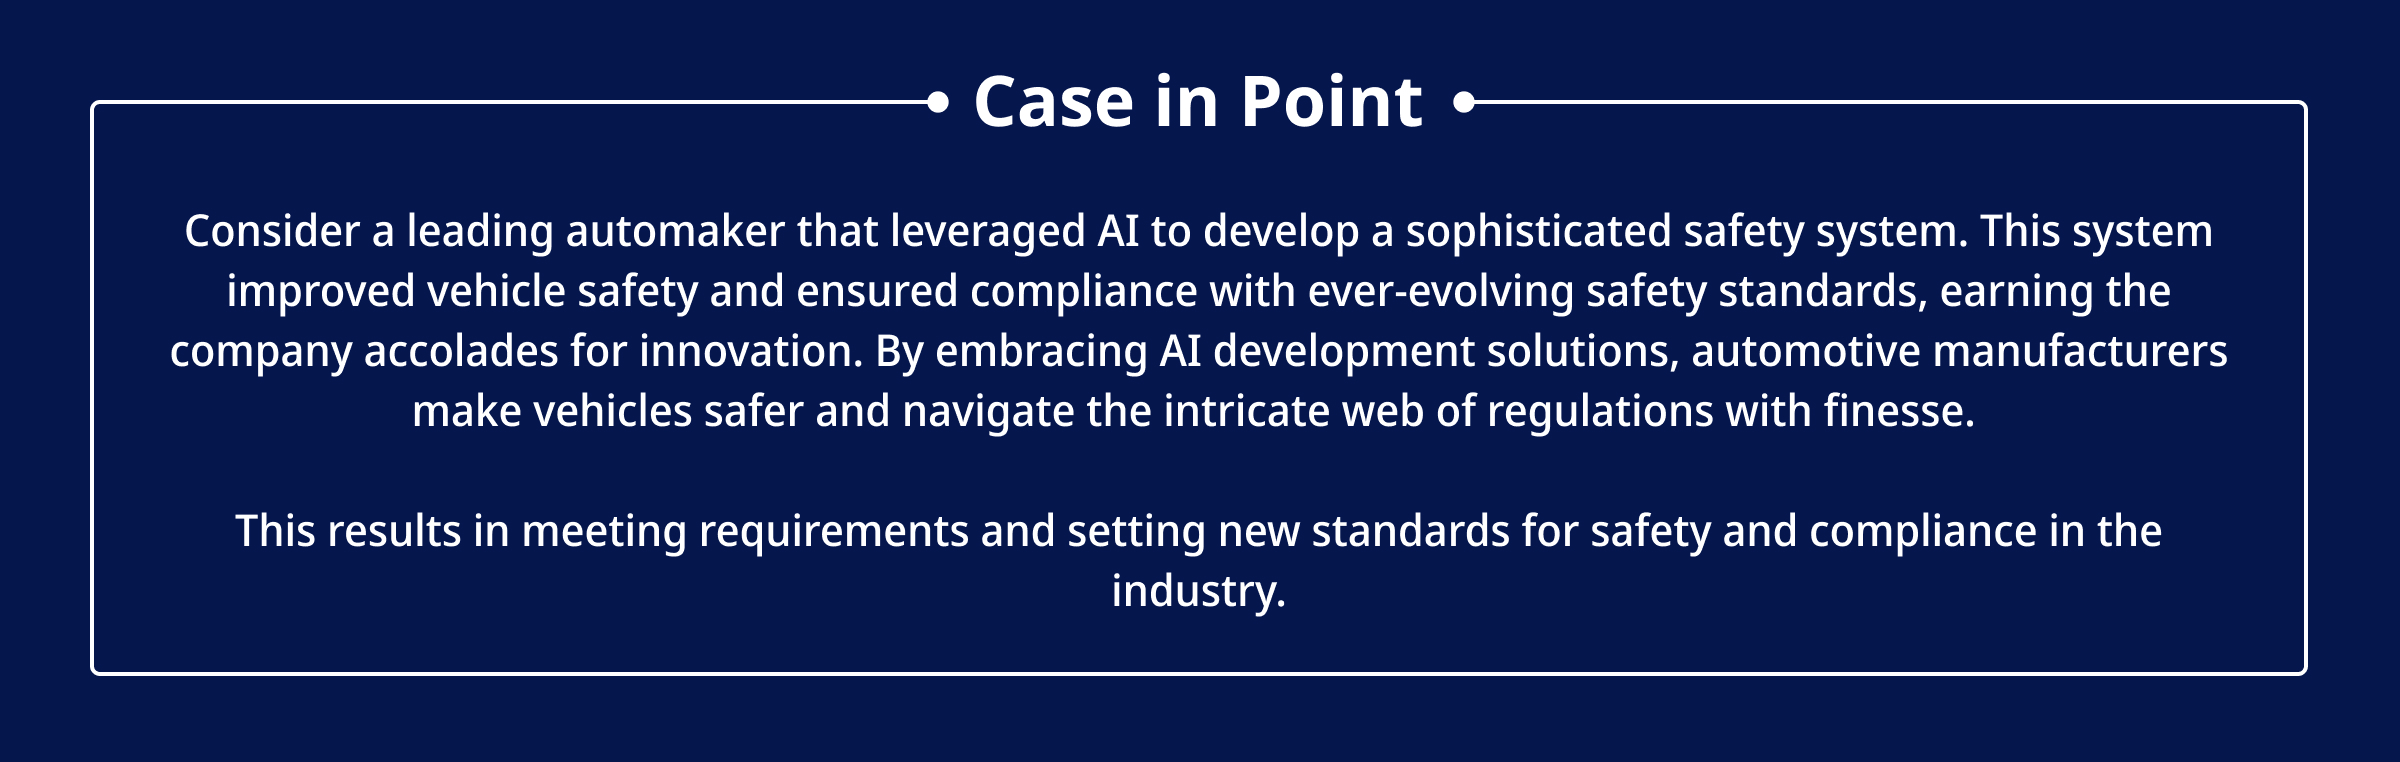 Case in Point
Consider a leading automaker that leveraged AI to develop a sophisticated safety system. This system
improved vehicle safety and ensured compliance with ever-evolving safety standards, earning the
company accolades for innovation. By embracing AI development solutions, automotive manufacturers
make vehicles safer and navigate the intricate web of regulations with finesse.
This results in meeting requirements and setting new standards for safety and compliance in the
industry.